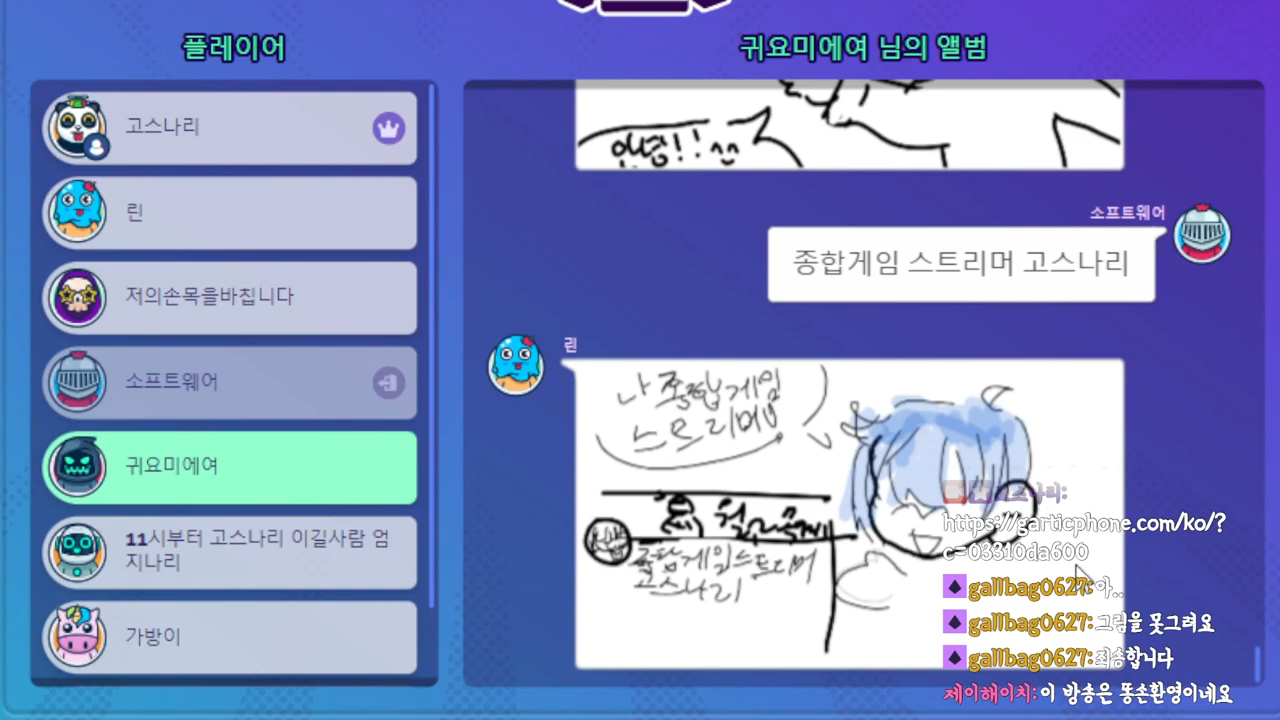 플레이어
귀요미에여 님의 앨범
고스나리
린
저의손목을바칩니다
소프트웨어
귀요미에여
11시부터 고스나리 이길사람 엄
지나리
가방이
안녕!! ^^
소프트웨어
종합게임 스트리머 고스나리
린
나 종합게임
스트리머임
종합게임스트리머
고스나리
고스나리:
https://garticphone.com/ko/?
c=03310da600
gallbag0627:아..
gallbag0627:그림을 못그려요
gallbag0627:죄송합니다
제이해이치:이 방송은 똥손환영이네요